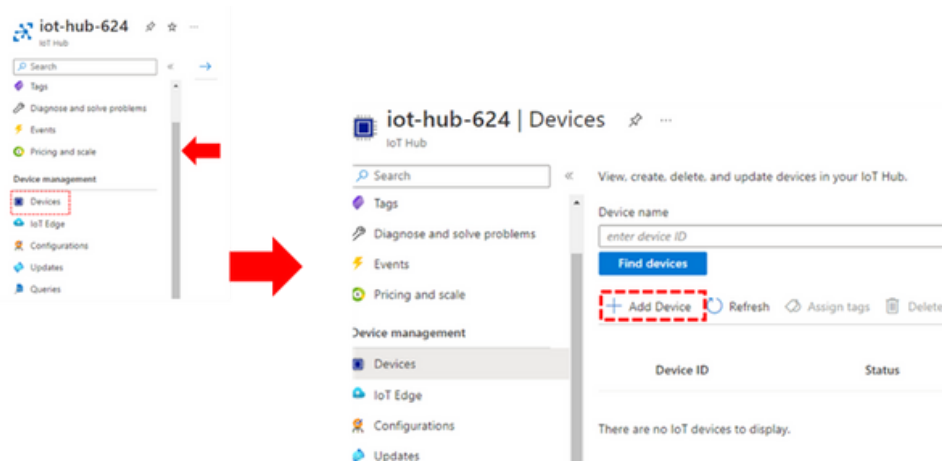 iot-hub-624
IoT Hub
Search
Tags
Diagnose and solve problems
Events
Pricing and scale
Device management
Devices
IoT Edge
Configurations
Updates
Queries
iot-hub-624 | Devices
IoT Hub
Search
Tags
Diagnose and solve problems
Events
Pricing and scale
Device management
Devices
IoT Edge
Configurations
Updates
View, create, delete, and update devices in your IoT Hub.
Device name
enter device ID
Find devices
Add Device Refresh Assign tags Delete
Device ID Status
There are no IoT devices to display.